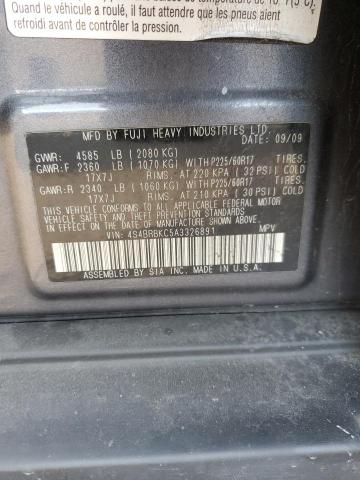 Quand le véhicule a roulé, il faut attendre que le pneu soit
refroidi avant de contrôler la pression.
MFD BY FUJI HEAVY INDUSTRIES LTD.
DATE: 09/09
GVWR: 4585 LB (2080 KG)
GAWR:F 2360 LB (1070 KG) WITH P225/60R17 TIRES,
17X7J RIMS, AT 220 KPA ( 32 PSI) COLD
GAWR:R 2340 LB (1060 KG) WITH P225/60R17 TIRES,
17X7J RIMS, AT 210 KPA ( 30 PSI) COLD
THIS VEHICLE CONFORMS TO ALL APPLICABLE FEDERAL MOTOR
VEHICLE SAFETY AND THEFT PREVENTION STANDARDS IN
EFFECT ON THE DATE OF MANUFACTURE SHOWN ABOVE.
VIN: 4S4BRBKC5A3326891 MPV
ASSEMBLED BY SIA INC. MADE IN U.S.A.